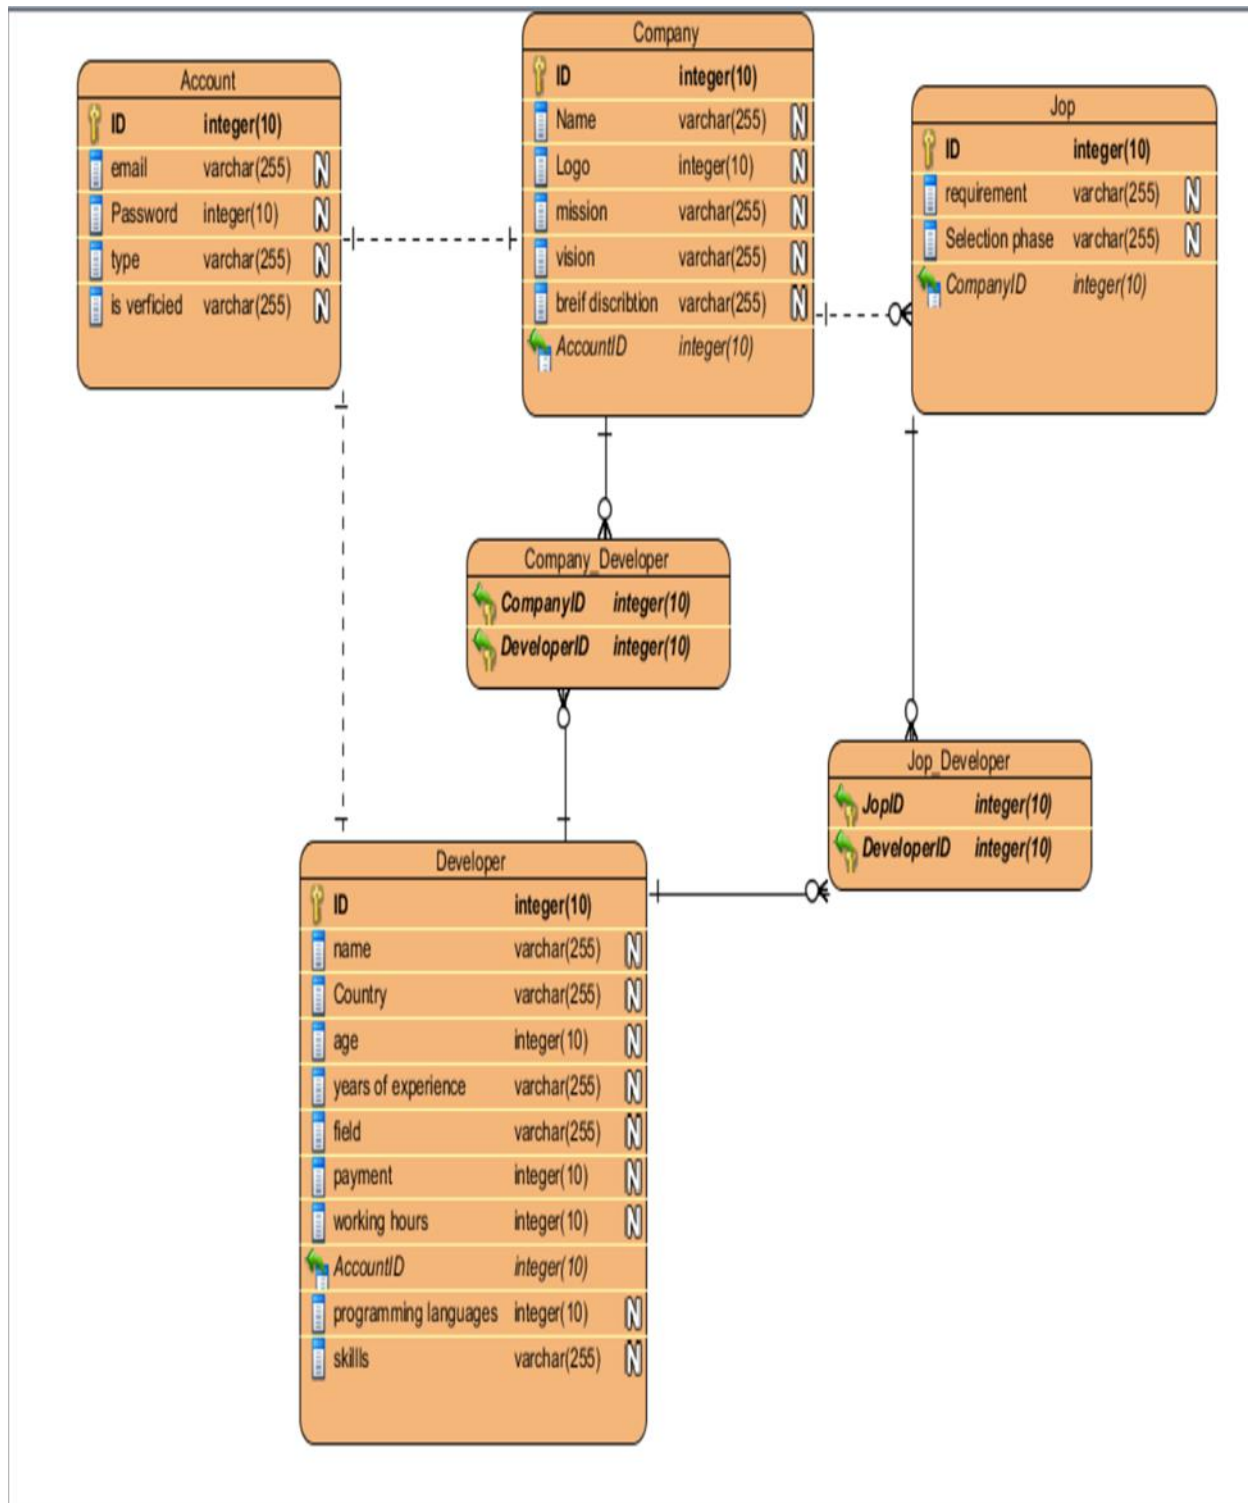 Account
ID integer(10)
email varchar(255) N
Password integer(10) N
type varchar(255) N
is verficied varchar(255) N
Company
ID integer(10)
Name varchar(255) N
Logo integer(10) N
mission varchar(255) N
vision varchar(255) N
breif discribtion varchar(255) N
AccountID integer(10)
Jop
ID integer(10)
requirement varchar(255) N
Selection phase varchar(255) N
CompanyID integer(10)
Company_Developer
CompanyID integer(10)
DeveloperID integer(10)
Jop_Developer
JopID integer(10)
DeveloperID integer(10)
Developer
ID integer(10)
name varchar(255) N
Country varchar(255) N
age integer(10) N
years of experience varchar(255) N
field varchar(255) N
payment integer(10) N
working hours integer(10) N
AccountID integer(10)
programming languages integer(10) N
skillls varchar(255) N